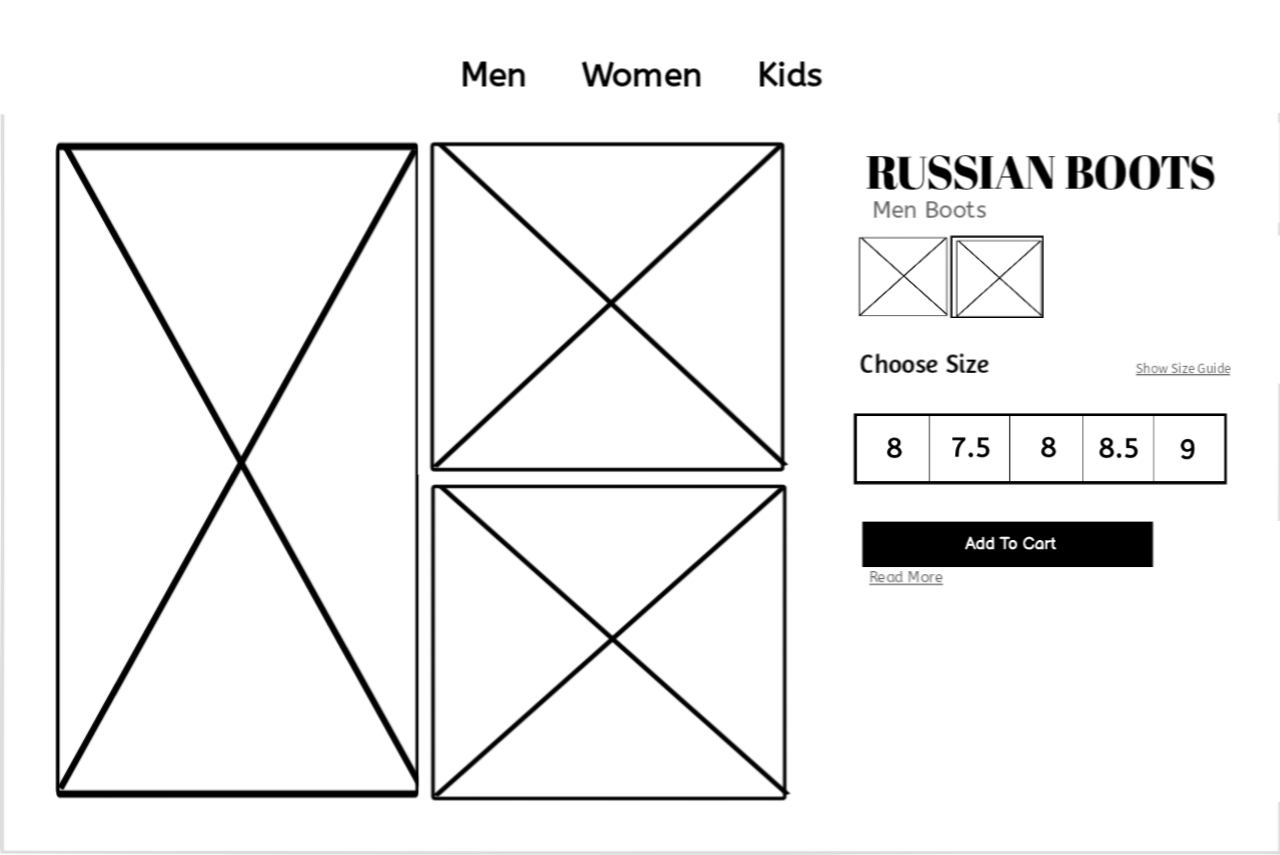 Men Women Kids
RUSSIAN BOOTS
Men Boots
Choose Size
Show Size Guide
8 7.5 8 8.5 9
Add To Cart
Read More